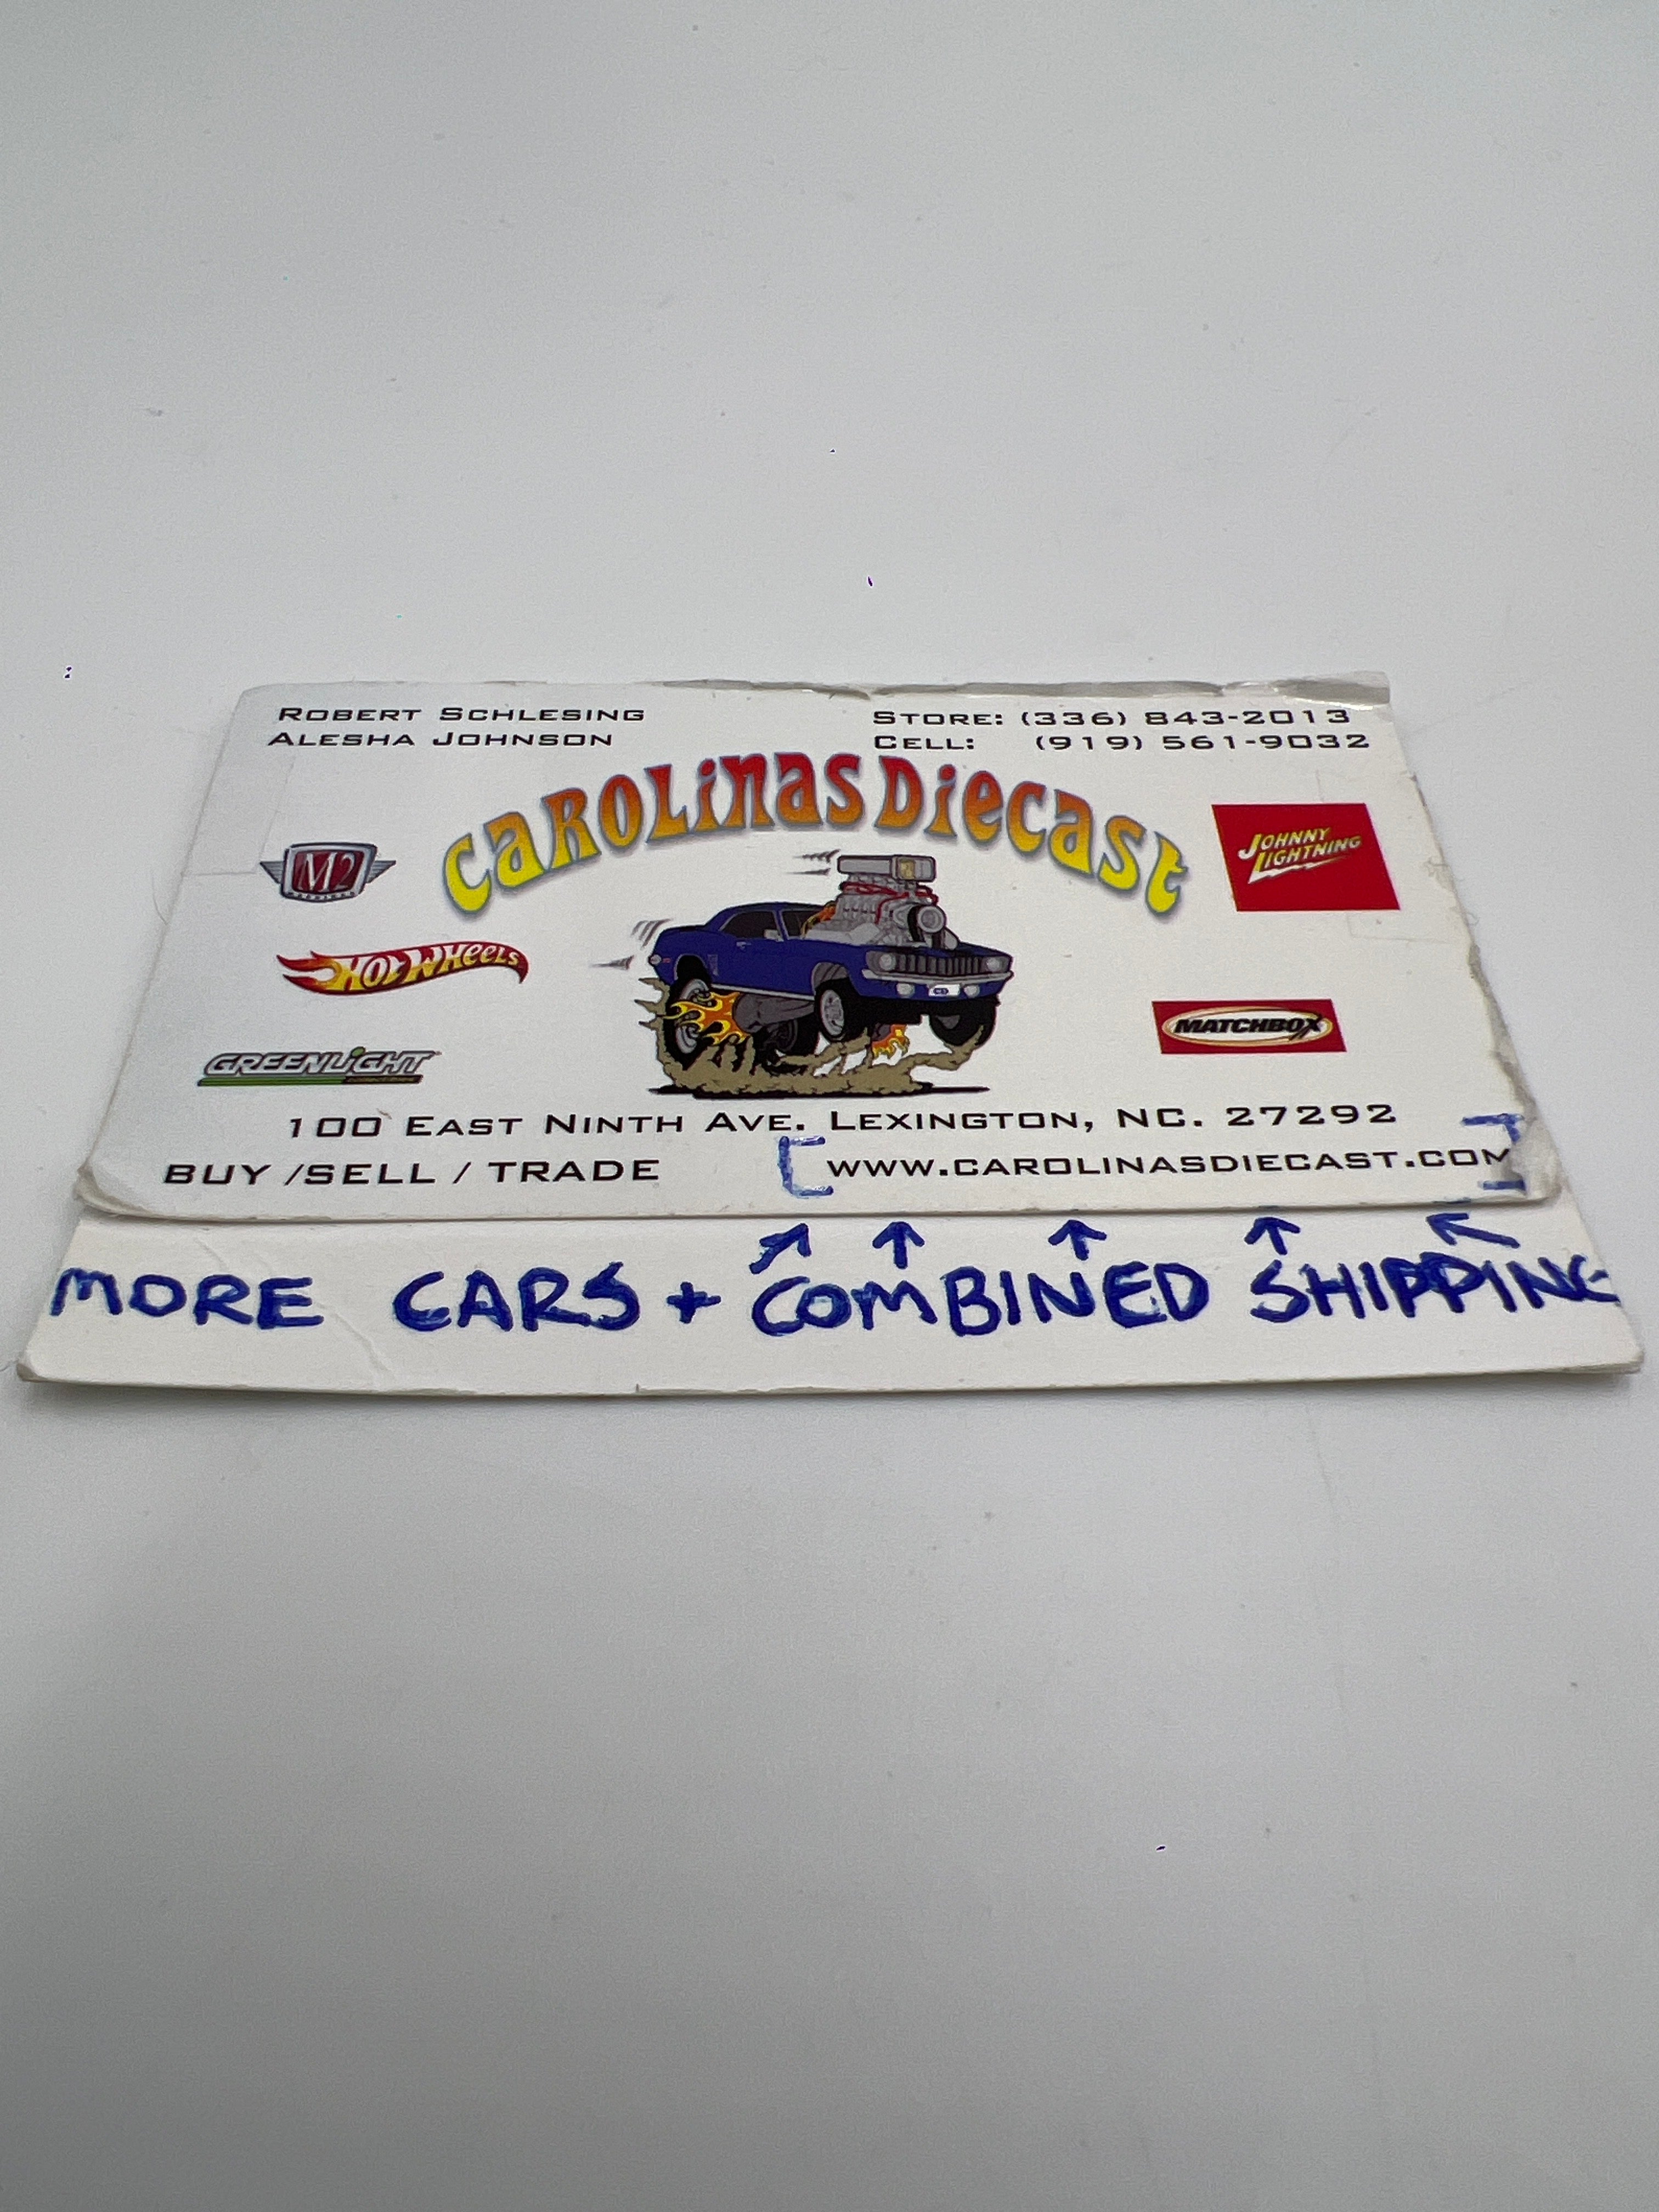 ROBERT SCHLESING
ALESHA JOHNSON
STORE: (336) 843-2013
CELL: (919) 561-9032
CAROLINAS DIECAST
M2
JOHNNY
LIGHTNING
HOT WHEELS
MATCHBOX
GREENLIGHT
100 EAST NINTH AVE. LEXINGTON, NC. 27292
BUY /SELL / TRADE
[WWW.CAROLINASDIECAST.COM]
MORE CARS + COMBINED SHIPPING